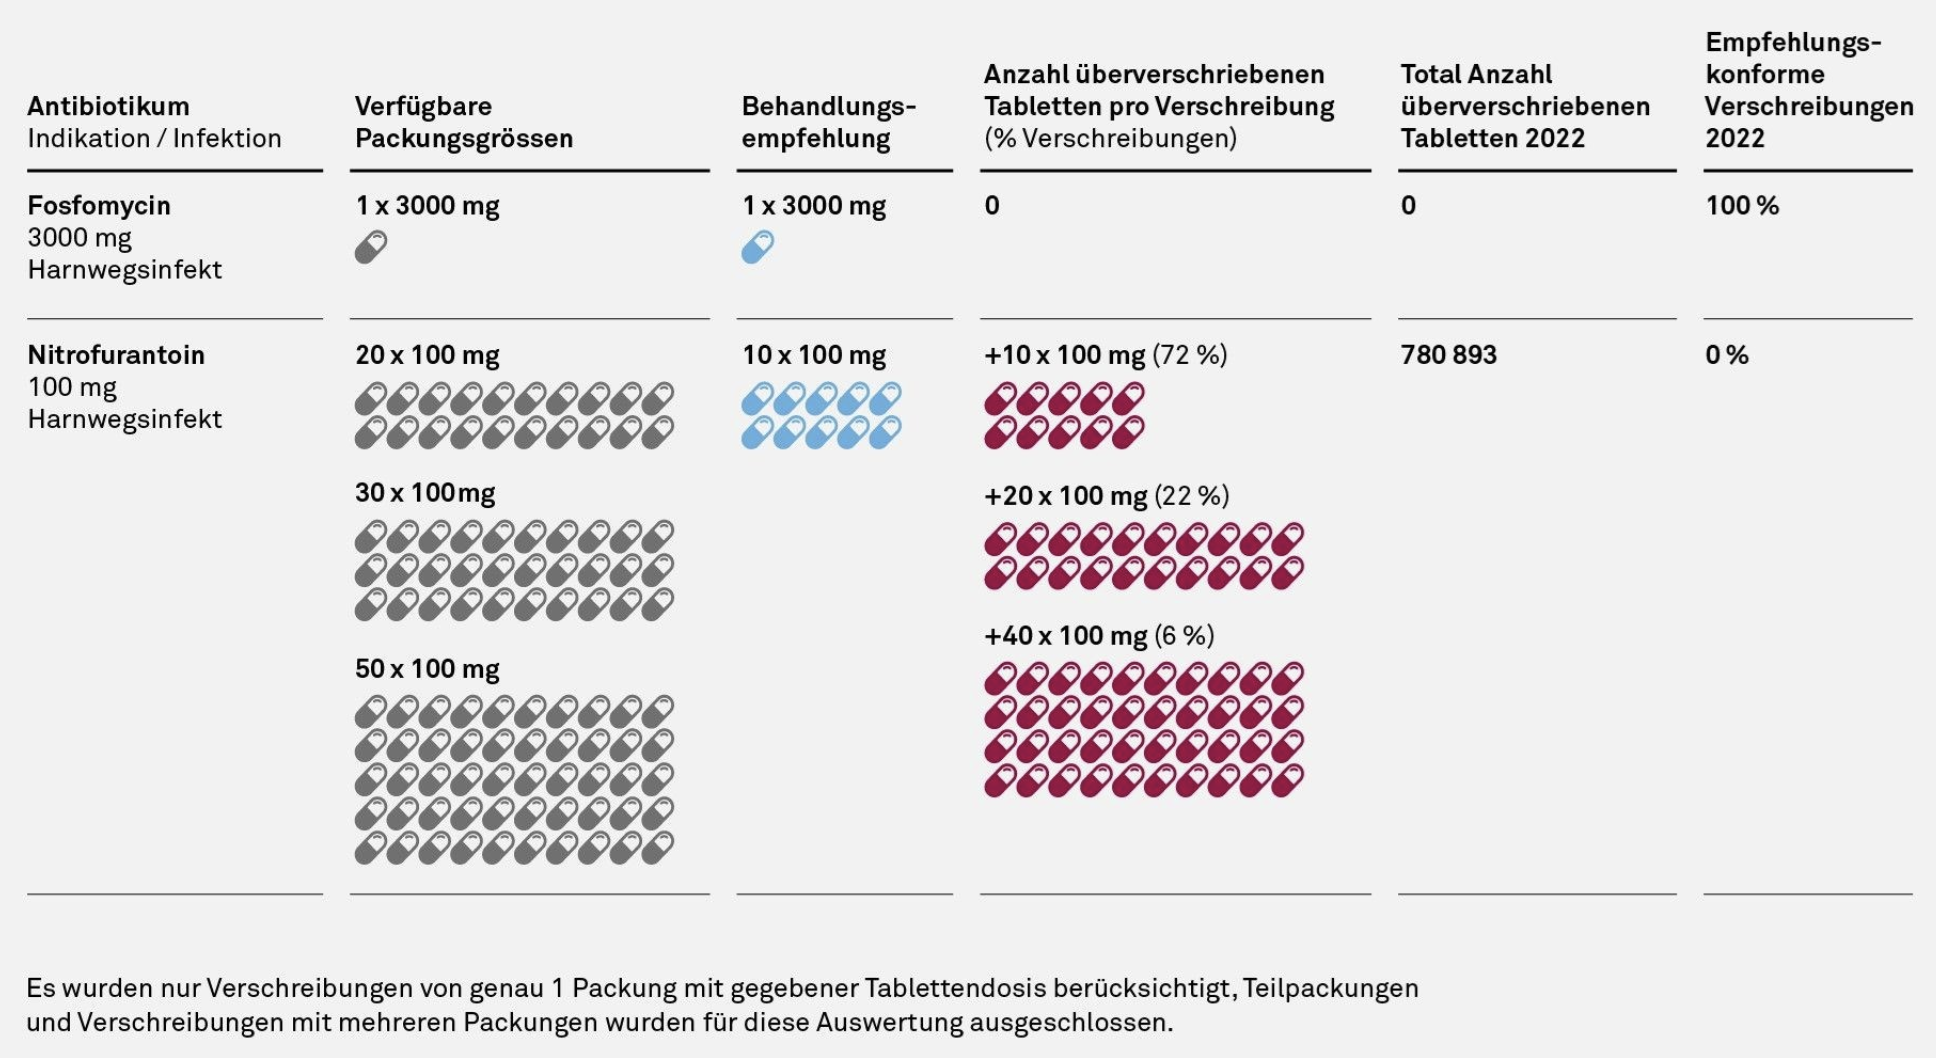 Antibiotikum
Indikation / Infektion
Verfügbare
Packungsgrössen
Behandlungs-
empfehlung
Anzahl überverschriebenen
Tabletten pro Verschreibung
(% Verschreibungen)
Total Anzahl
überverschriebenen
Tabletten 2022
Empfehlungs-
konforme
Verschreibungen
2022
Fosfomycin
3000 mg
Harnwegsinfekt
1 x 3000 mg
1 x 3000 mg
0
0
100 %
Nitrofurantoin
100 mg
Harnwegsinfekt
20 x 100 mg
30 x 100mg
50 x 100 mg
10 x 100 mg
+10 x 100 mg (72 %)
+20 x 100 mg (22 %)
+40 x 100 mg (6 %)
780 893
0 %
Es wurden nur Verschreibungen von genau 1 Packung mit gegebener Tablettendosis berücksichtigt, Teilpackungen
und Verschreibungen mit mehreren Packungen wurden für diese Auswertung ausgeschlossen.